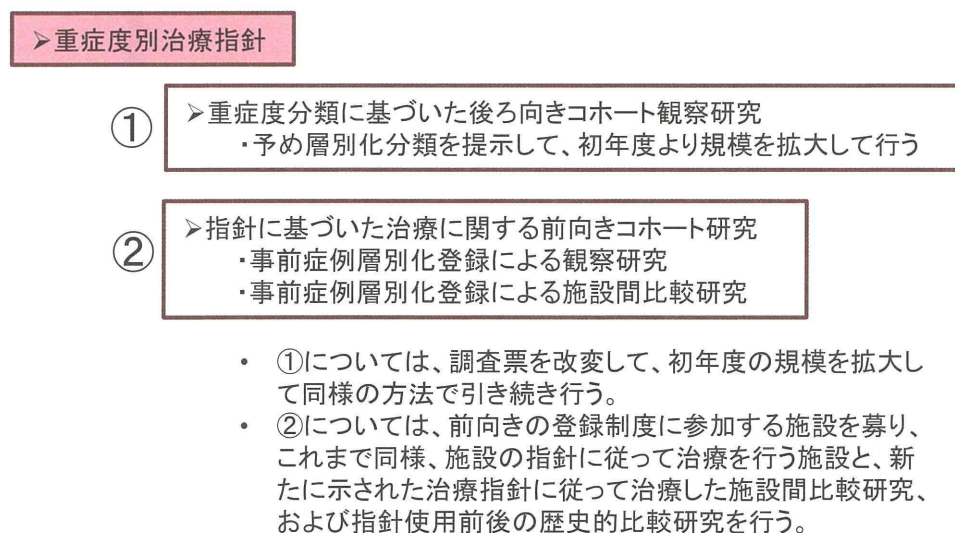 ➢重症度別治療指針
① ➢重症度分類に基づいた後ろ向きコホート観察研究
・予め層別化分類を提示して、初年度より規模を拡大して行う
② ➢指針に基づいた治療に関する前向きコホート研究
・事前症例層別化登録による観察研究
・事前症例層別化登録による施設間比較研究
• ①については、調査票を改変して、初年度の規模を拡大し
て同様の方法で引き続き行う。
• ②については、前向きの登録制度に参加する施設を募り、
これまで同様、施設の指針に従って治療を行う施設と、新
たに示された治療指針に従って治療した施設間比較研究、
および指針使用前後の歴史的比較研究を行う。